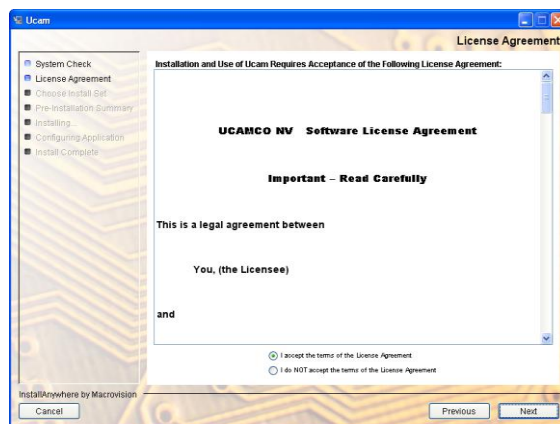 Ucam
License Agreement
System Check
License Agreement
Choose Install Set
Pre-Installation Summary
Installing...
Configuring Application
Install Complete
Installation and Use of Ucam Requires Acceptance of the Following License Agreement:
UCAMCO NV Software License Agreement
Important – Read Carefully
This is a legal agreement between
You, (the Licensee)
and
I accept the terms of the License Agreement
I do NOT accept the terms of the License Agreement
InstallAnywhere by Macrovision
Cancel
Previous
Next